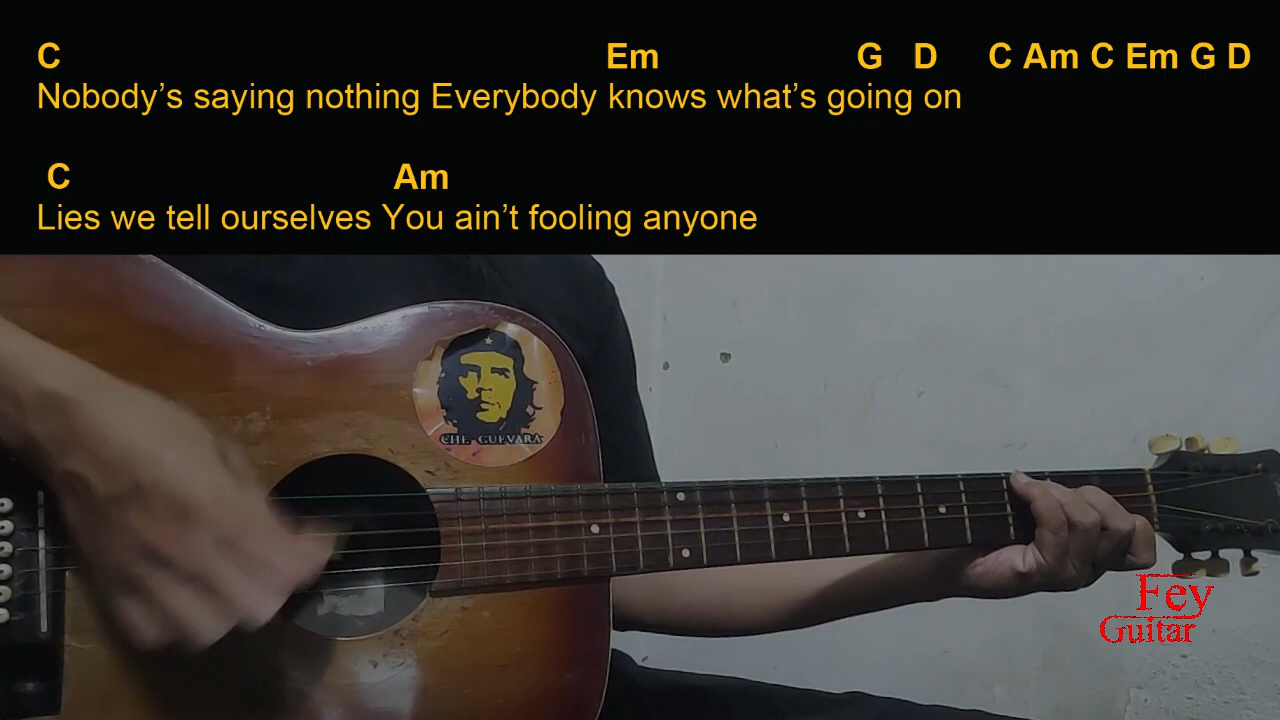 C Em G D C Am C Em G D
Nobody’s saying nothing Everybody knows what’s going on
C Am
Lies we tell ourselves You ain’t fooling anyone
CHE GUEVARA
Fey
Guitar